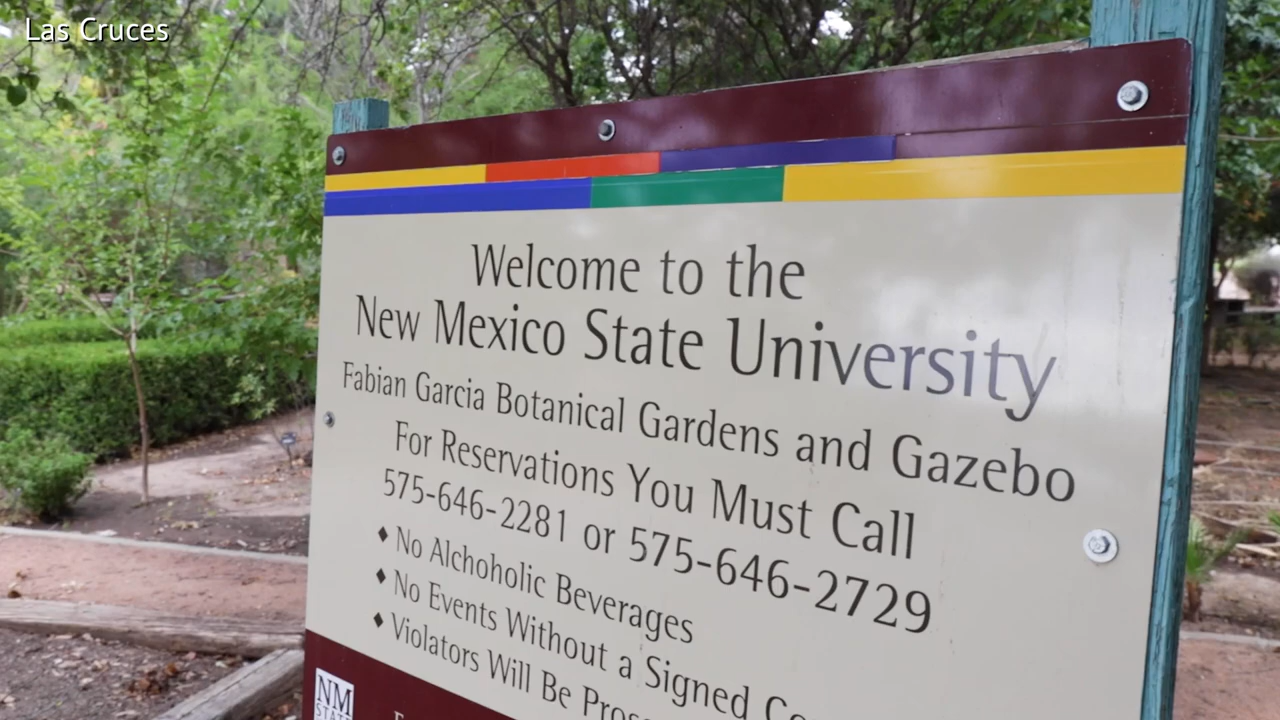 Las Cruces
Welcome to the
New Mexico State University
Fabian Garcia Botanical Gardens and Gazebo
For Reservations You Must Call
575-646-2281 or 575-646-2729
♦ No Alchoholic Beverages
♦ No Events Without a Signed
♦ Violators Will Be
NM
STATE